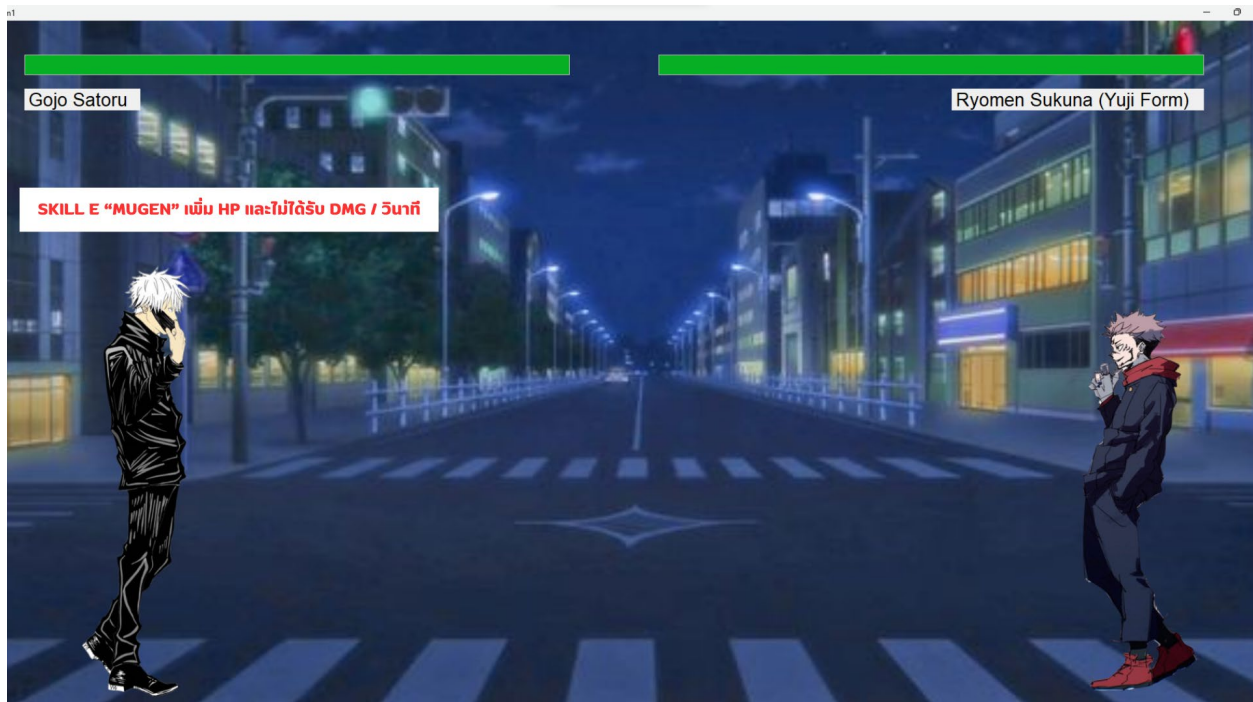 m1
Gojo Satoru
Ryomen Sukuna (Yuji Form)
SKILL E “MUGEN” เพิ่ม HP และไม่ได้รับ DMG / วินาที